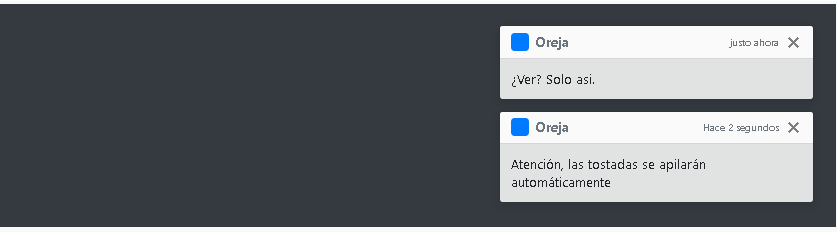 Oreja justo ahora
¿Ver? Solo asi.
Oreja Hace 2 segundos
Atención, las tostadas se apilarán
automáticamente